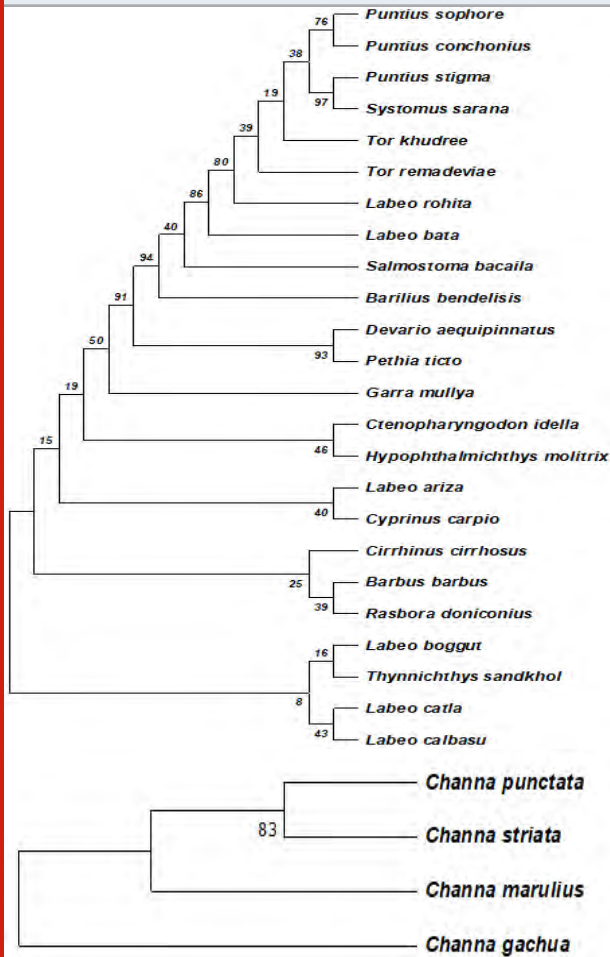 76 Puntius sophore
Puntius conchonius
38
Puntius stigma
97
19 Systomus sarana
39 Tor khudree
80 Tor remadeviae
86 Labeo rohita
40 Labeo bata
94 Salmostoma bacaila
91 Barilius bendelisis
Devario aequipinnatus
50 93 Pethia ticto
19 Garra mullya
Ctenopharyngodon idella
15 46 Hypophthalmichthys molitrix
Labeo ariza
40 Cyprinus carpio
Cirrhinus cirrhosus
25 Barbus barbus
39 Rasbora doniconius
16 Labeo boggut
Thynnichthys sandkhol
8 Labeo catla
43 Labeo calbasu
Channa punctata
83 Channa striata
Channa marulius
Channa gachua